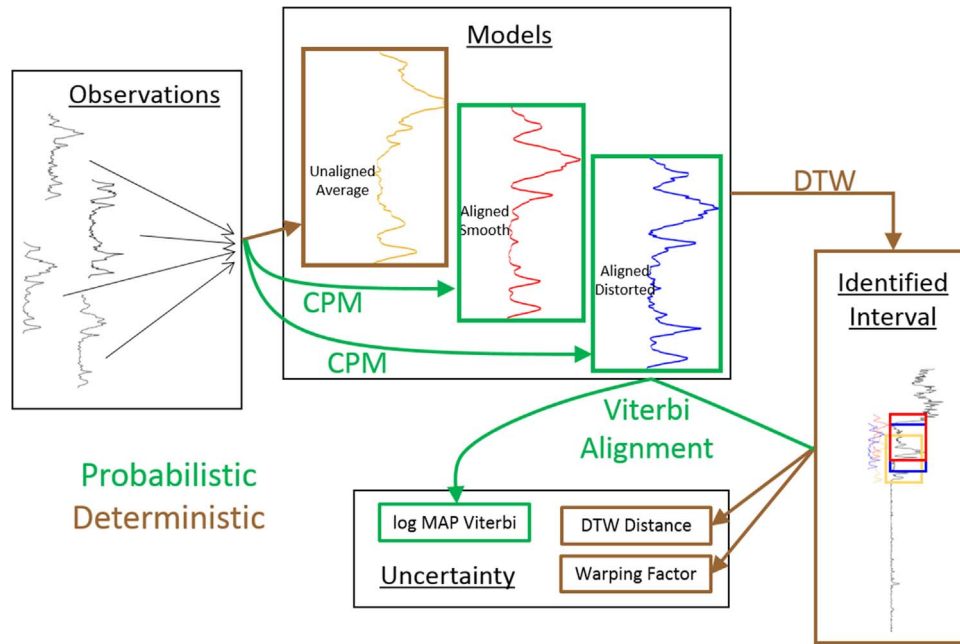 Models
Observations
Unaligned
Average
Aligned
Smooth
Aligned
Distorted
DTW
CPM
CPM
Identified
Interval
Viterbi
Alignment
Probabilistic
Deterministic
log MAP Viterbi
DTW Distance
Warping Factor
Uncertainty